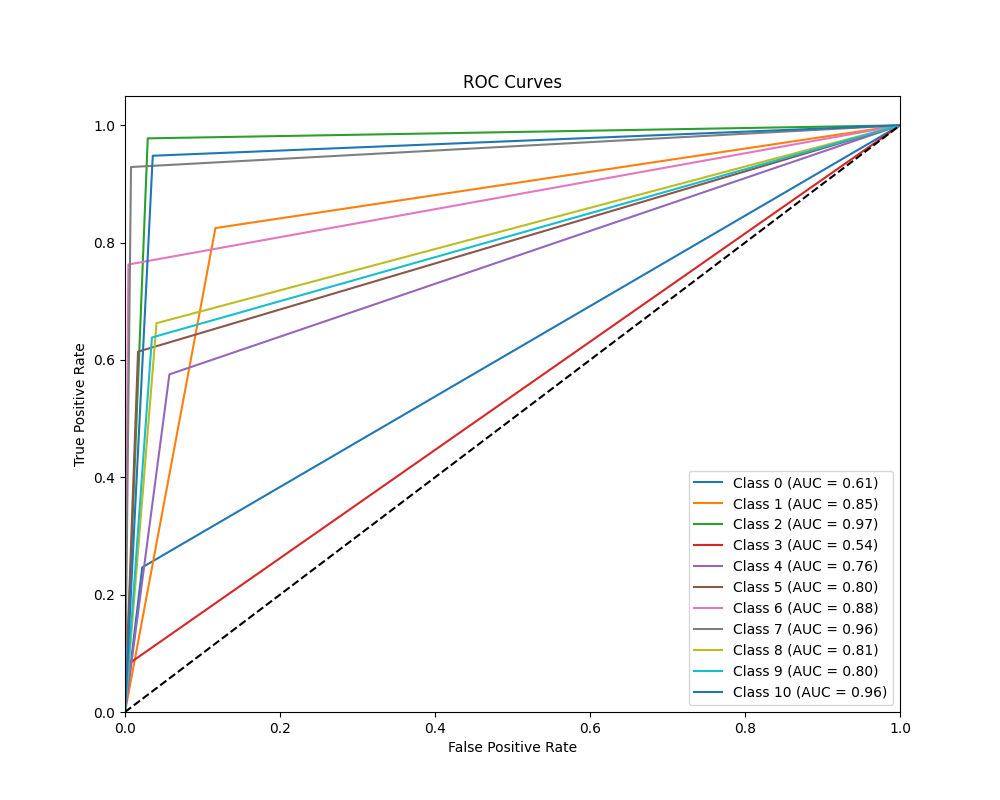 ROC Curves
True Positive Rate
1.0
0.8
0.6
0.4
0.2
0.0
0.0 0.2 0.4 0.6 0.8 1.0
False Positive Rate
Class 0 (AUC = 0.61)
Class 1 (AUC = 0.85)
Class 2 (AUC = 0.97)
Class 3 (AUC = 0.54)
Class 4 (AUC = 0.76)
Class 5 (AUC = 0.80)
Class 6 (AUC = 0.88)
Class 7 (AUC = 0.96)
Class 8 (AUC = 0.81)
Class 9 (AUC = 0.80)
Class 10 (AUC = 0.96)